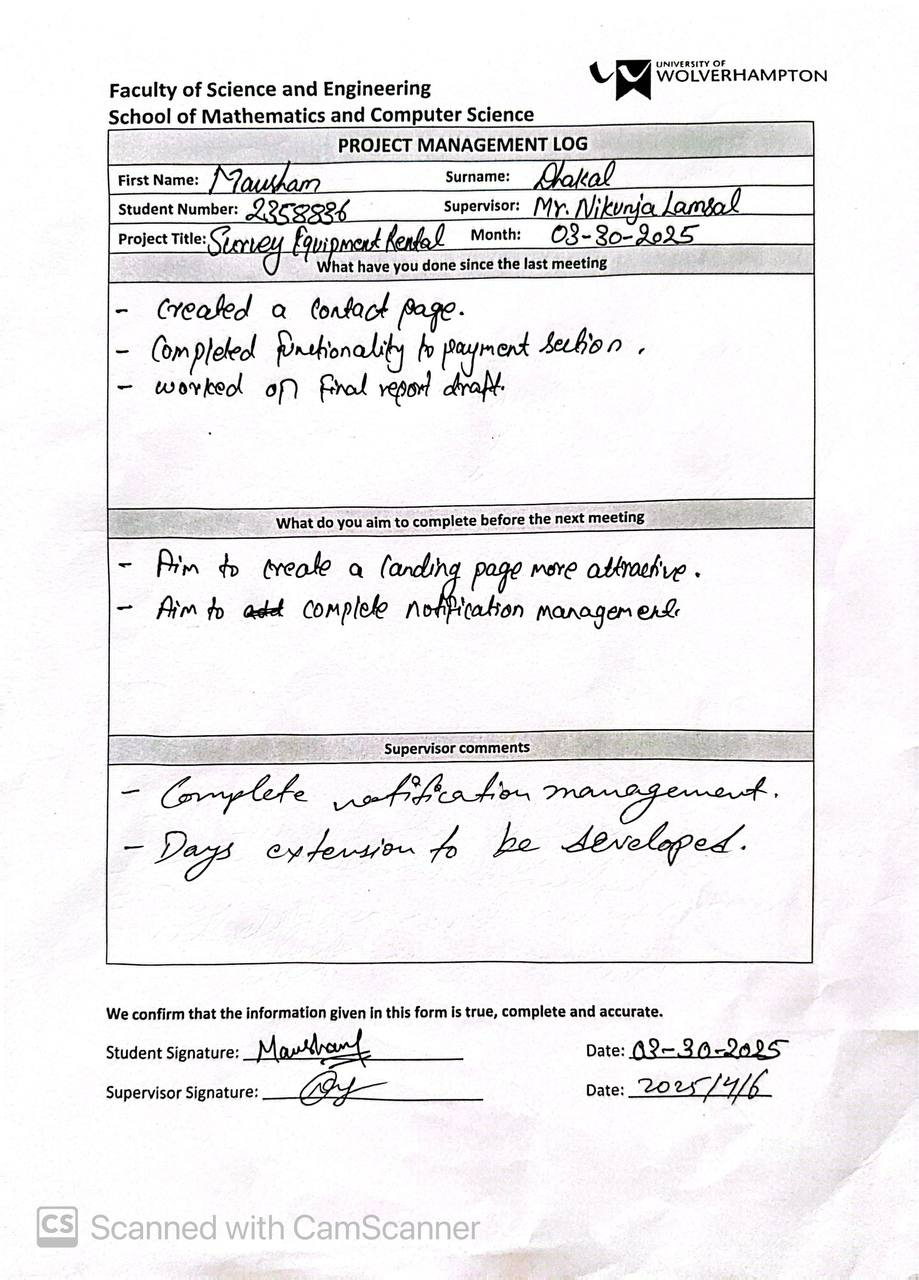 UNIVERSITY OF
WOLVERHAMPTON
Faculty of Science and Engineering
School of Mathematics and Computer Science
PROJECT MANAGEMENT LOG
First Name: Mausham Surname: Dhakal
Student Number: 2358836 Supervisor: Mr. Nikunja Lamsal
Project Title: Survey Equipment Rental Month: 03-30-2025
What have you done since the last meeting
- Created a contact page.
- Completed functionality to payment section.
- worked on final report draft.
What do you aim to complete before the next meeting
- Aim to create a landing page more attractive.
- Aim to add complete notification management.
Supervisor comments
- Complete notification management.
- Days extension to be developed.
We confirm that the information given in this form is true, complete and accurate.
Student Signature: Mausham Date: 03-30-2025
Supervisor Signature: Date: 2025/4/6
CS Scanned with CamScanner